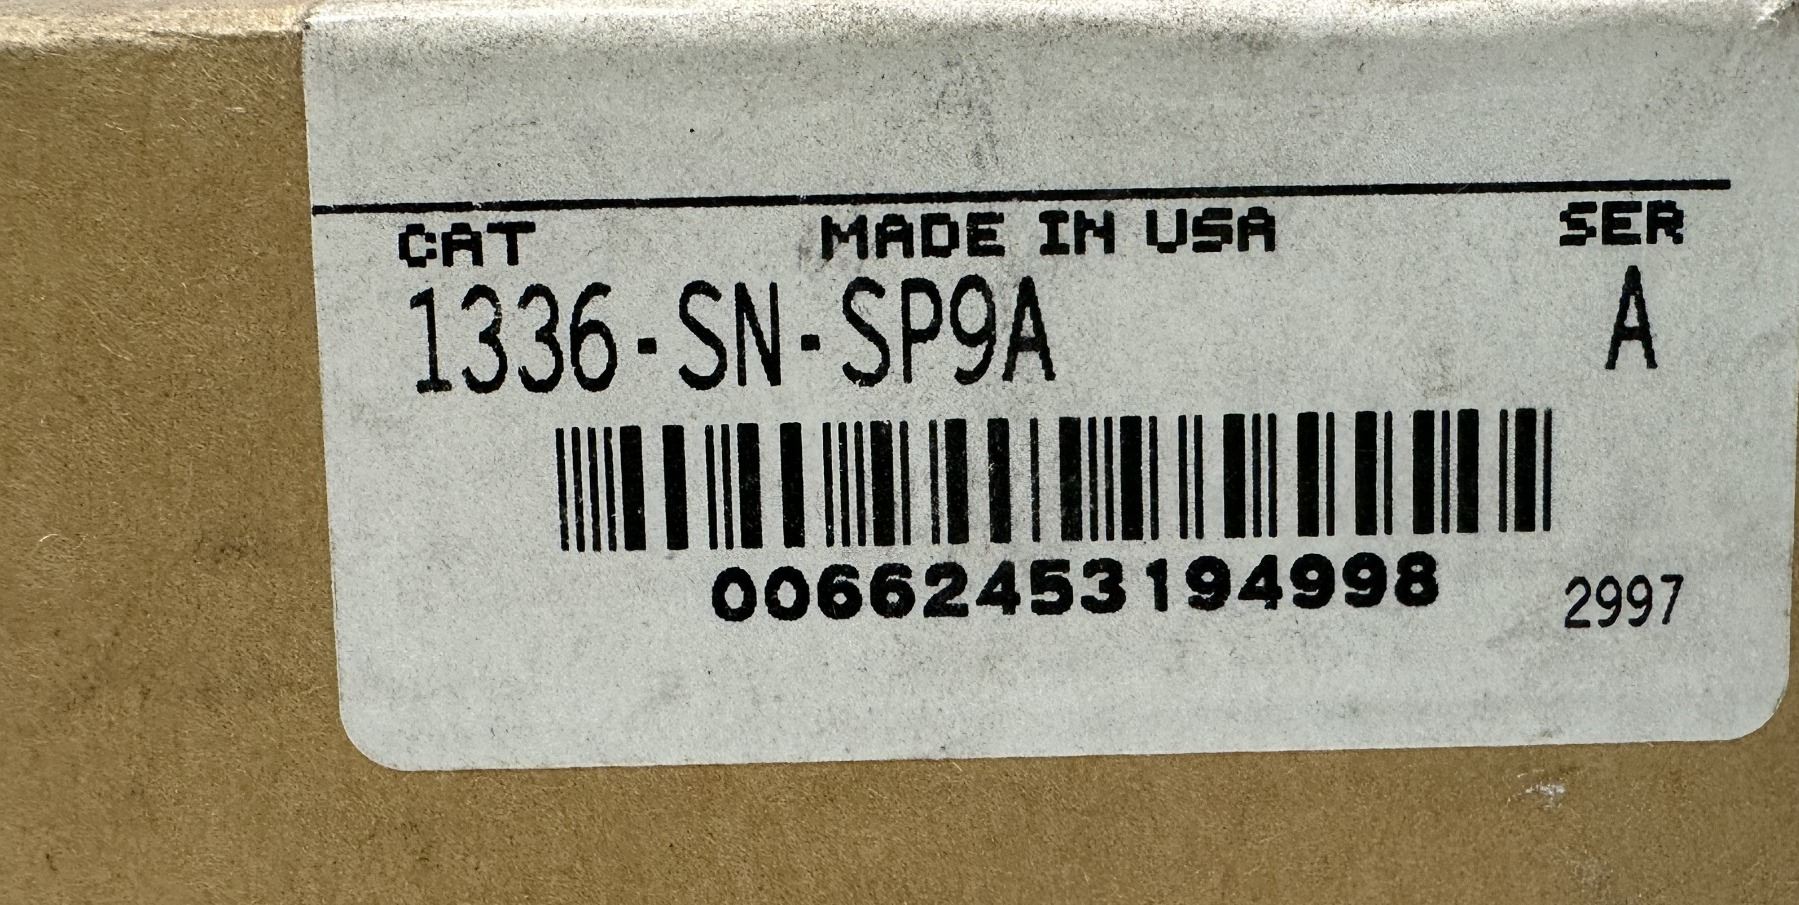 CAT MADE IN USA SER
1336-SN-SP9A A
00662453194998 2997